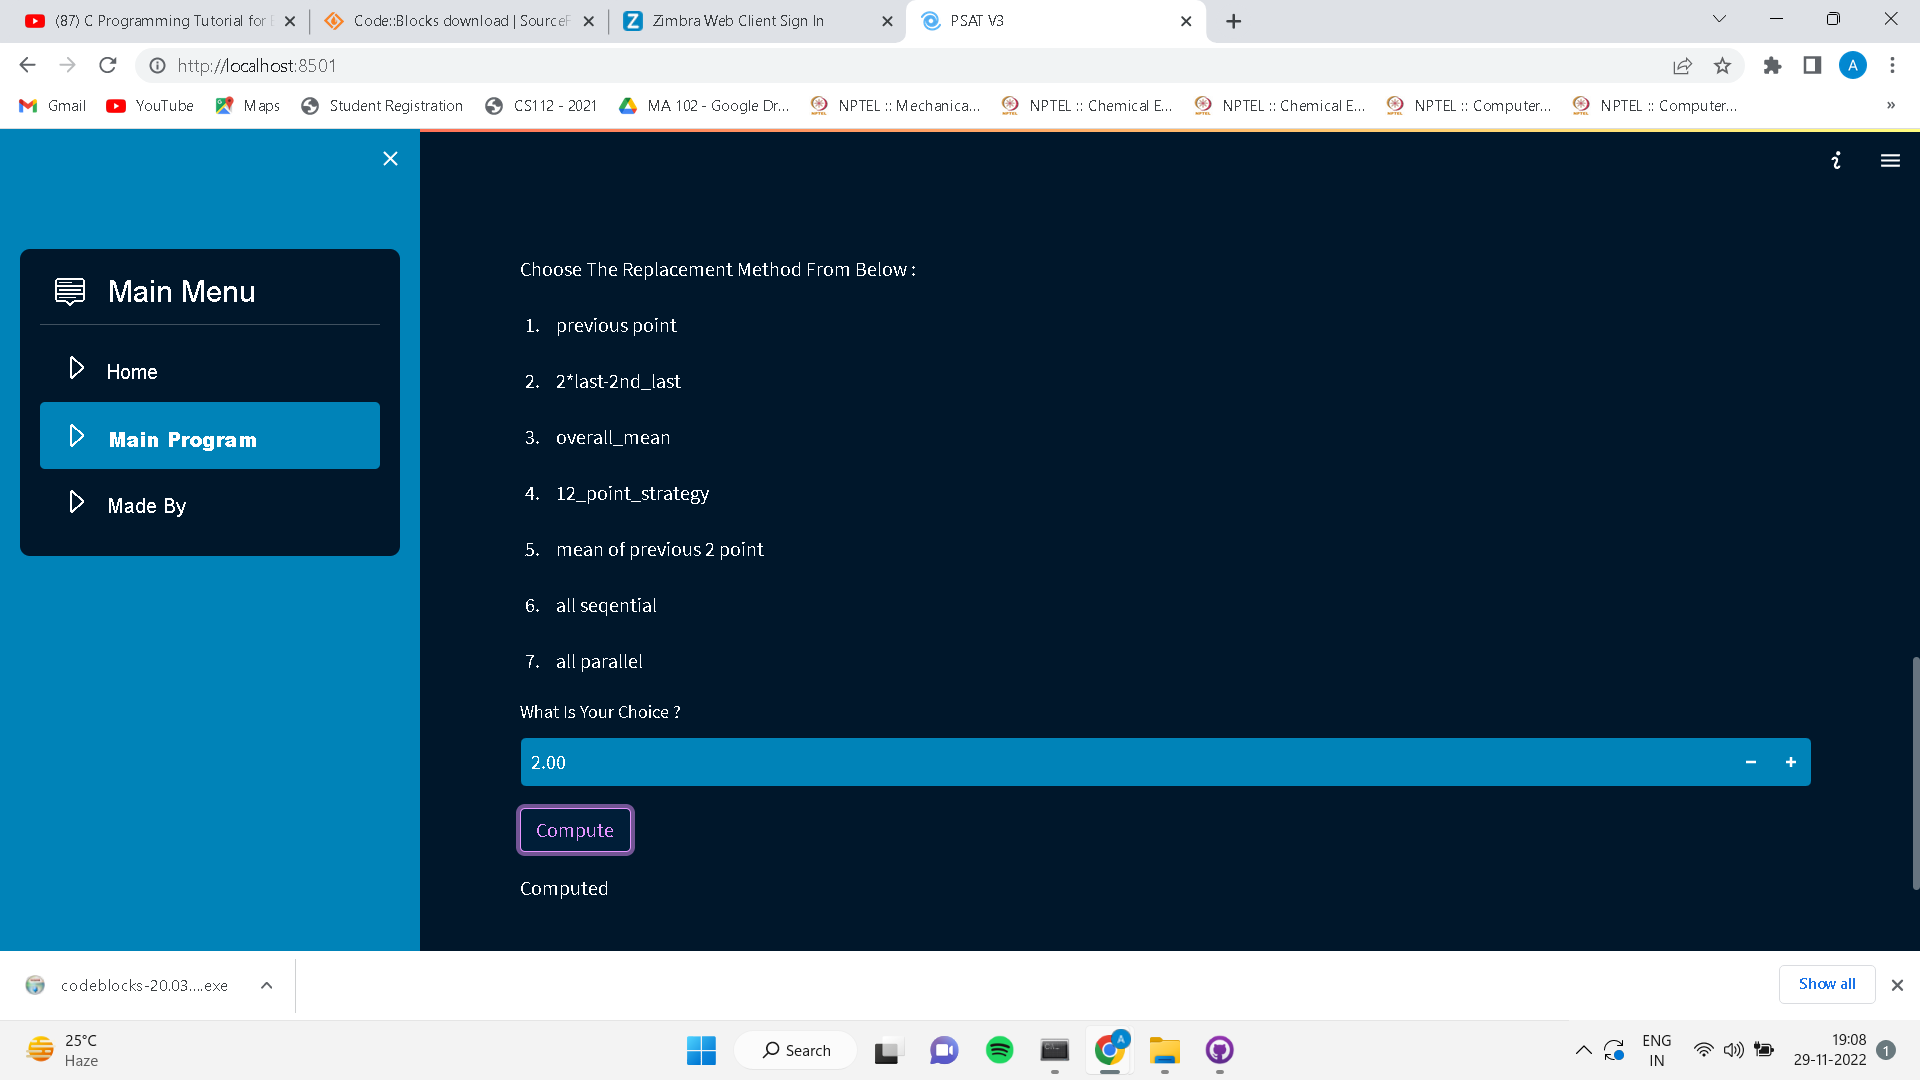 (87) C Programming Tutorial for
Code::Blocks download | Source
Zimbra Web Client Sign In
PSAT V3
http://localhost:8501
A
Gmail
YouTube
Maps
Student Registration
CS112 - 2021
MA 102 - Google Dr...
NPTEL :: Mechanica...
NPTEL :: Chemical E...
NPTEL :: Chemical E...
NPTEL :: Computer...
NPTEL :: Computer...
»
Main Menu
Home
Main Program
Made By
Choose The Replacement Method From Below :
1. previous point
2. 2*last-2nd_last
3. overall_mean
4. 12_point_strategy
5. mean of previous 2 point
6. all seqential
7. all parallel
What Is Your Choice ?
2.00
Compute
Computed
codeblocks-20.03....exe
Show all
25°C
Haze
Search
A
ENG
IN
19:08
29-11-2022
1